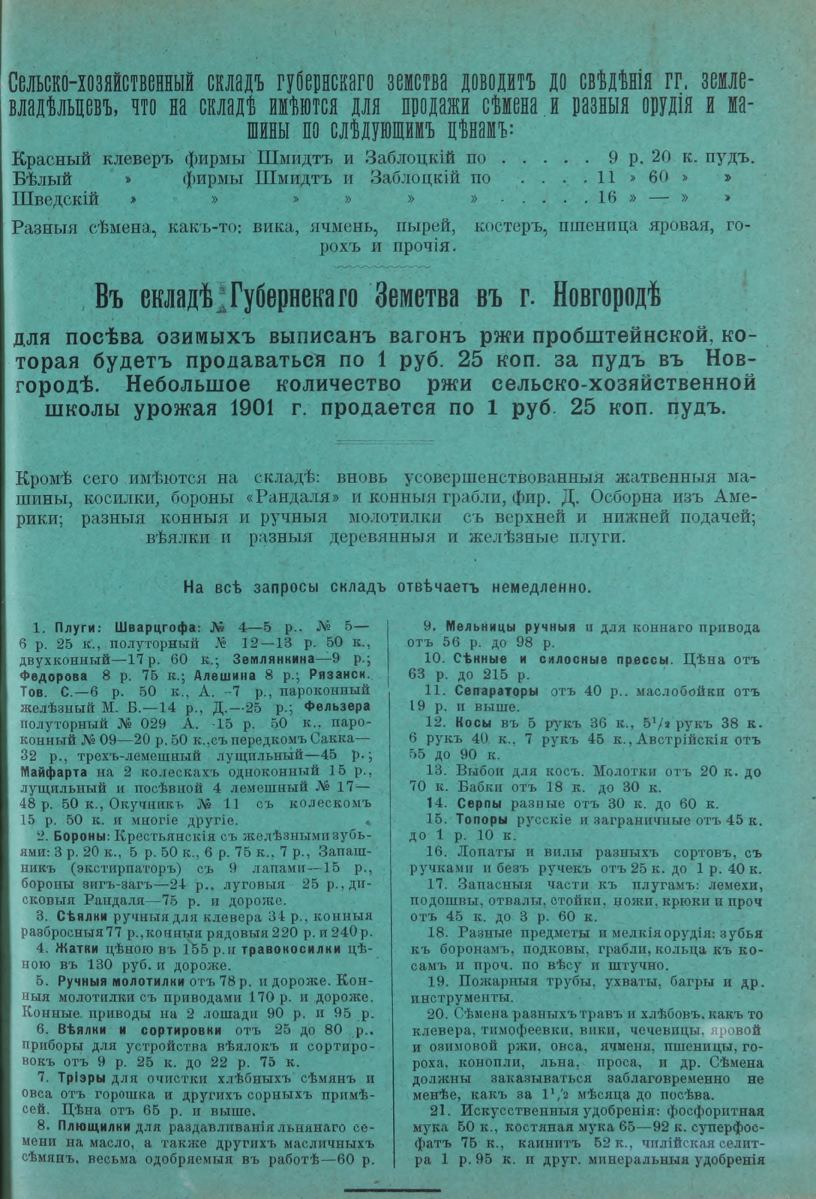 Сельско-хозяйственный складъ губернскаго земства доводитъ до свѣдѣнія гг. земле-
владѣльцевъ, что на складѣ имѣются для продажи сѣмена и разныя орудія и ма-
шины по слѣдующимъ цѣнамъ:
Красный клеверъ фирмы Шмидтъ и Заблоцкій по . . . . . 9 р. 20 к. пудъ.
Бѣлый » фирмы Шмидтъ и Заблоцкій по . . . . 11 » 60 » »
Шведскій » » » » » . . . . . 16 » — » »
Разныя сѣмена, какъ-то: вика, ячмень, пырей, костеръ, пшеница яровая, го-
рохъ и прочія.
Въ складѣ Губернскаго Земства въ г. Новгородѣ
для посѣва озимыхъ выписанъ вагонъ ржи пробштейнской, ко-
торая будетъ продаваться по 1 руб. 25 коп. за пудъ въ Нов-
городѣ. Небольшое количество ржи сельско-хозяйственной
школы урожая 1901 г. продается по 1 руб. 25 коп. пудъ.
Кромѣ сего имѣются на складѣ: вновь усовершенствованныя жатвенныя ма-
шины, косилки, бороны «Рандаля» и конныя грабли, фир. Д. Осборна изъ Аме-
рики; разныя конныя и ручныя молотилки съ верхней и нижней подачей;
вѣялки и разныя деревянныя и желѣзные плуги.
На всѣ запросы складъ отвѣчаетъ немедленно.
1. Плуги: Шварцгофа: № 4—5 р.. № 5—
6 р. 25 к., полуторный № 12—13 р. 50 к.,
двухконный—17 р. 60 к.; Землянкина—9 р.;
Федорова 8 р. 75 к.; Алешина 8 р.; Рязанск.
Тов. С.—6 р. 50 к., А. -7 р., пароконный
желѣзный М. Б.—14 р., Д.—25 р.; Фельзера
полуторный № 029 А. -15 р. 50 к.. паро-
конный № 09—20 р. 50 к., съ передкомъ Сакка—
32 р., трехъ-лемешный лущильный—45 р.;
Майфарта на 2 колескахъ одноконный 15 р.,
лущильный и посѣвной 4 лемешный № 17—
48 р. 50 к., Окучникъ № 11 съ колескомъ
15 р. 50 к. и многіе другіе.
2. Бороны: Крестьянскія съ желѣзными зубь-
ями: 3 р. 20 к., 5 р. 50 к., 6 р. 75 к., 7 р., Запаш-
никъ (экстирпаторъ) съ 9 лапами—15 р.,
бороны зигъ-загъ—24 р., луговыя 25 р., ди-
сковыя Рандаля—75 р. и дороже.
3. Сѣялки ручныя для клевера 34 р., конныя
разбросныя 77 р., конныя рядовыя 220 р. и 240 р.
4. Жатки цѣною въ 155 р. и травокосилки цѣ-
ною въ 130 руб. и дороже.
5. Ручныя молотилки отъ 78 р. и дороже. Кон-
ныя молотилки съ приводами 170 р. и дороже.
Конные приводы на 2 лошади 90 р. и 95 р.
6. Вѣялки и сортировки отъ 25 до 80 р..
приборы для устройства вѣялокъ и сортиро-
вокъ отъ 9 р. 25 к. до 22 р. 75 к.
7. Тріэры для очистки хлѣбныхъ сѣмянъ и
овса отъ горошка и другихъ сорныхъ примѣ-
сей. Цѣна отъ 65 р. и выше.
8. Плющилки для раздавливанія льнянаго се-
мени на масло, а также другихъ масличныхъ
сѣмянъ, весьма одобряемыя въ работѣ—60 р.
9. Мельницы ручныя и для коннаго привода
отъ 56 р. до 98 р.
10. Сѣнные и силосные прессы. Цѣна отъ
63 р. до 215 р.
11. Сепараторы отъ 40 р.. маслобойки отъ
19 р. и выше.
12. Косы въ 5 рукъ 36 к., 5 1/2 рукъ 38 к.
6 рукъ 40 к., 7 рукъ 45 к., Австрійскія отъ
55 до 90 к.
13. Выбои для косъ. Молотки отъ 20 к. до
70 к. Бабки отъ 18 к. до 30 к.
14. Серпы разные отъ 30 к. до 60 к.
15. Топоры русскіе и заграничные отъ 45 к.
до 1 р. 10 к.
16. Лопаты и вилы разныхъ сортовъ, съ
ручками и безъ ручекъ отъ 25 к. до 1 р. 40 к.
17. Запасныя части къ плугамъ: лемехи,
подошвы, отвалы, стойки, ножи, крюки и проч
отъ 45 к. до 3 р. 60 к.
18. Разные предметы и мелкія орудія: зубья
къ боронамъ, подковы, грабли, кольца къ ко-
самъ и проч. по вѣсу и штучно.
19. Пожарныя трубы, ухваты, багры и др.
инструменты.
20. Сѣмена разныхъ травъ и хлѣбовъ, какъ то
клевера, тимофеевки, вики, чечевицы, яровой
и озимовой ржи, овса, ячменя, пшеницы, го-
роха, конопли, льна, проса, и др. Сѣмена
должны заказываться заблаговременно не
менѣе, какъ за 1 1/2 мѣсяца до посѣва.
21. Искусственныя удобренія: фосфоритная
мука 50 к., костяная мука 65—92 к. суперфос-
фатъ 75 к., каинитъ 52 к., чилійская селит-
ра 1 р. 95 к. и друг. минеральныя удобренія